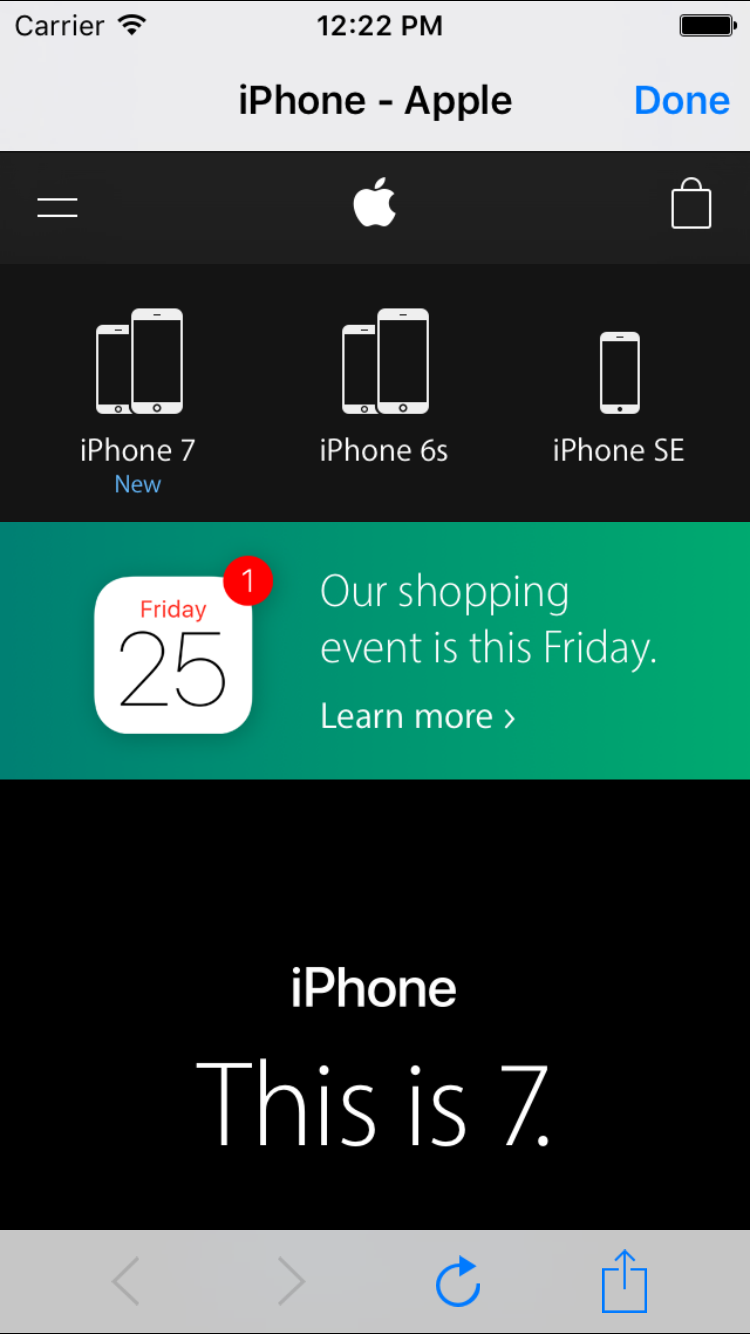 Carrier 12:22 PM
iPhone - Apple Done
iPhone 7 iPhone 6s iPhone SE
New
1
Friday
25
Our shopping
event is this Friday.
Learn more >
iPhone
This is 7.